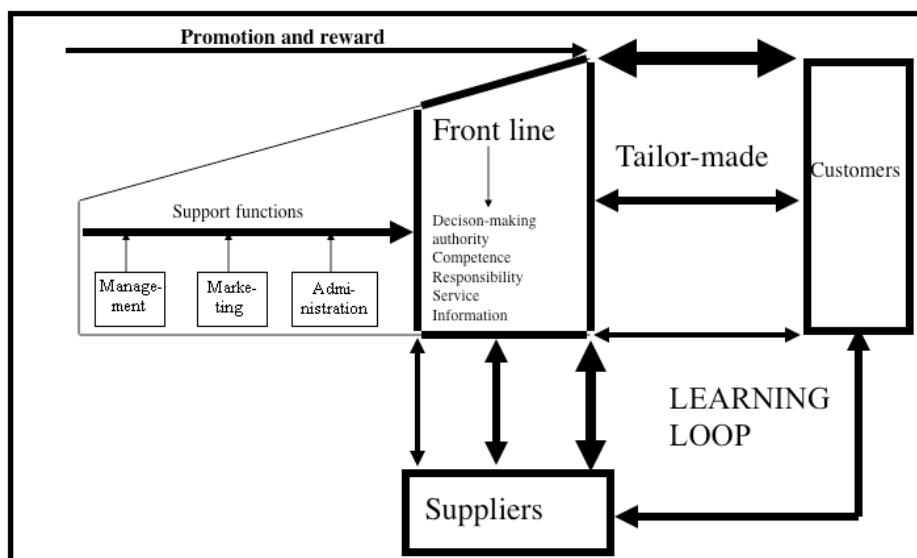 Promotion and reward
Front line
Tailor-made
Customers
Support functions
Decison-making
authority
Competence
Responsibility
Service
Information
Manage-
ment
Marke-
ting
Admi-
nistration
LEARNING
LOOP
Suppliers